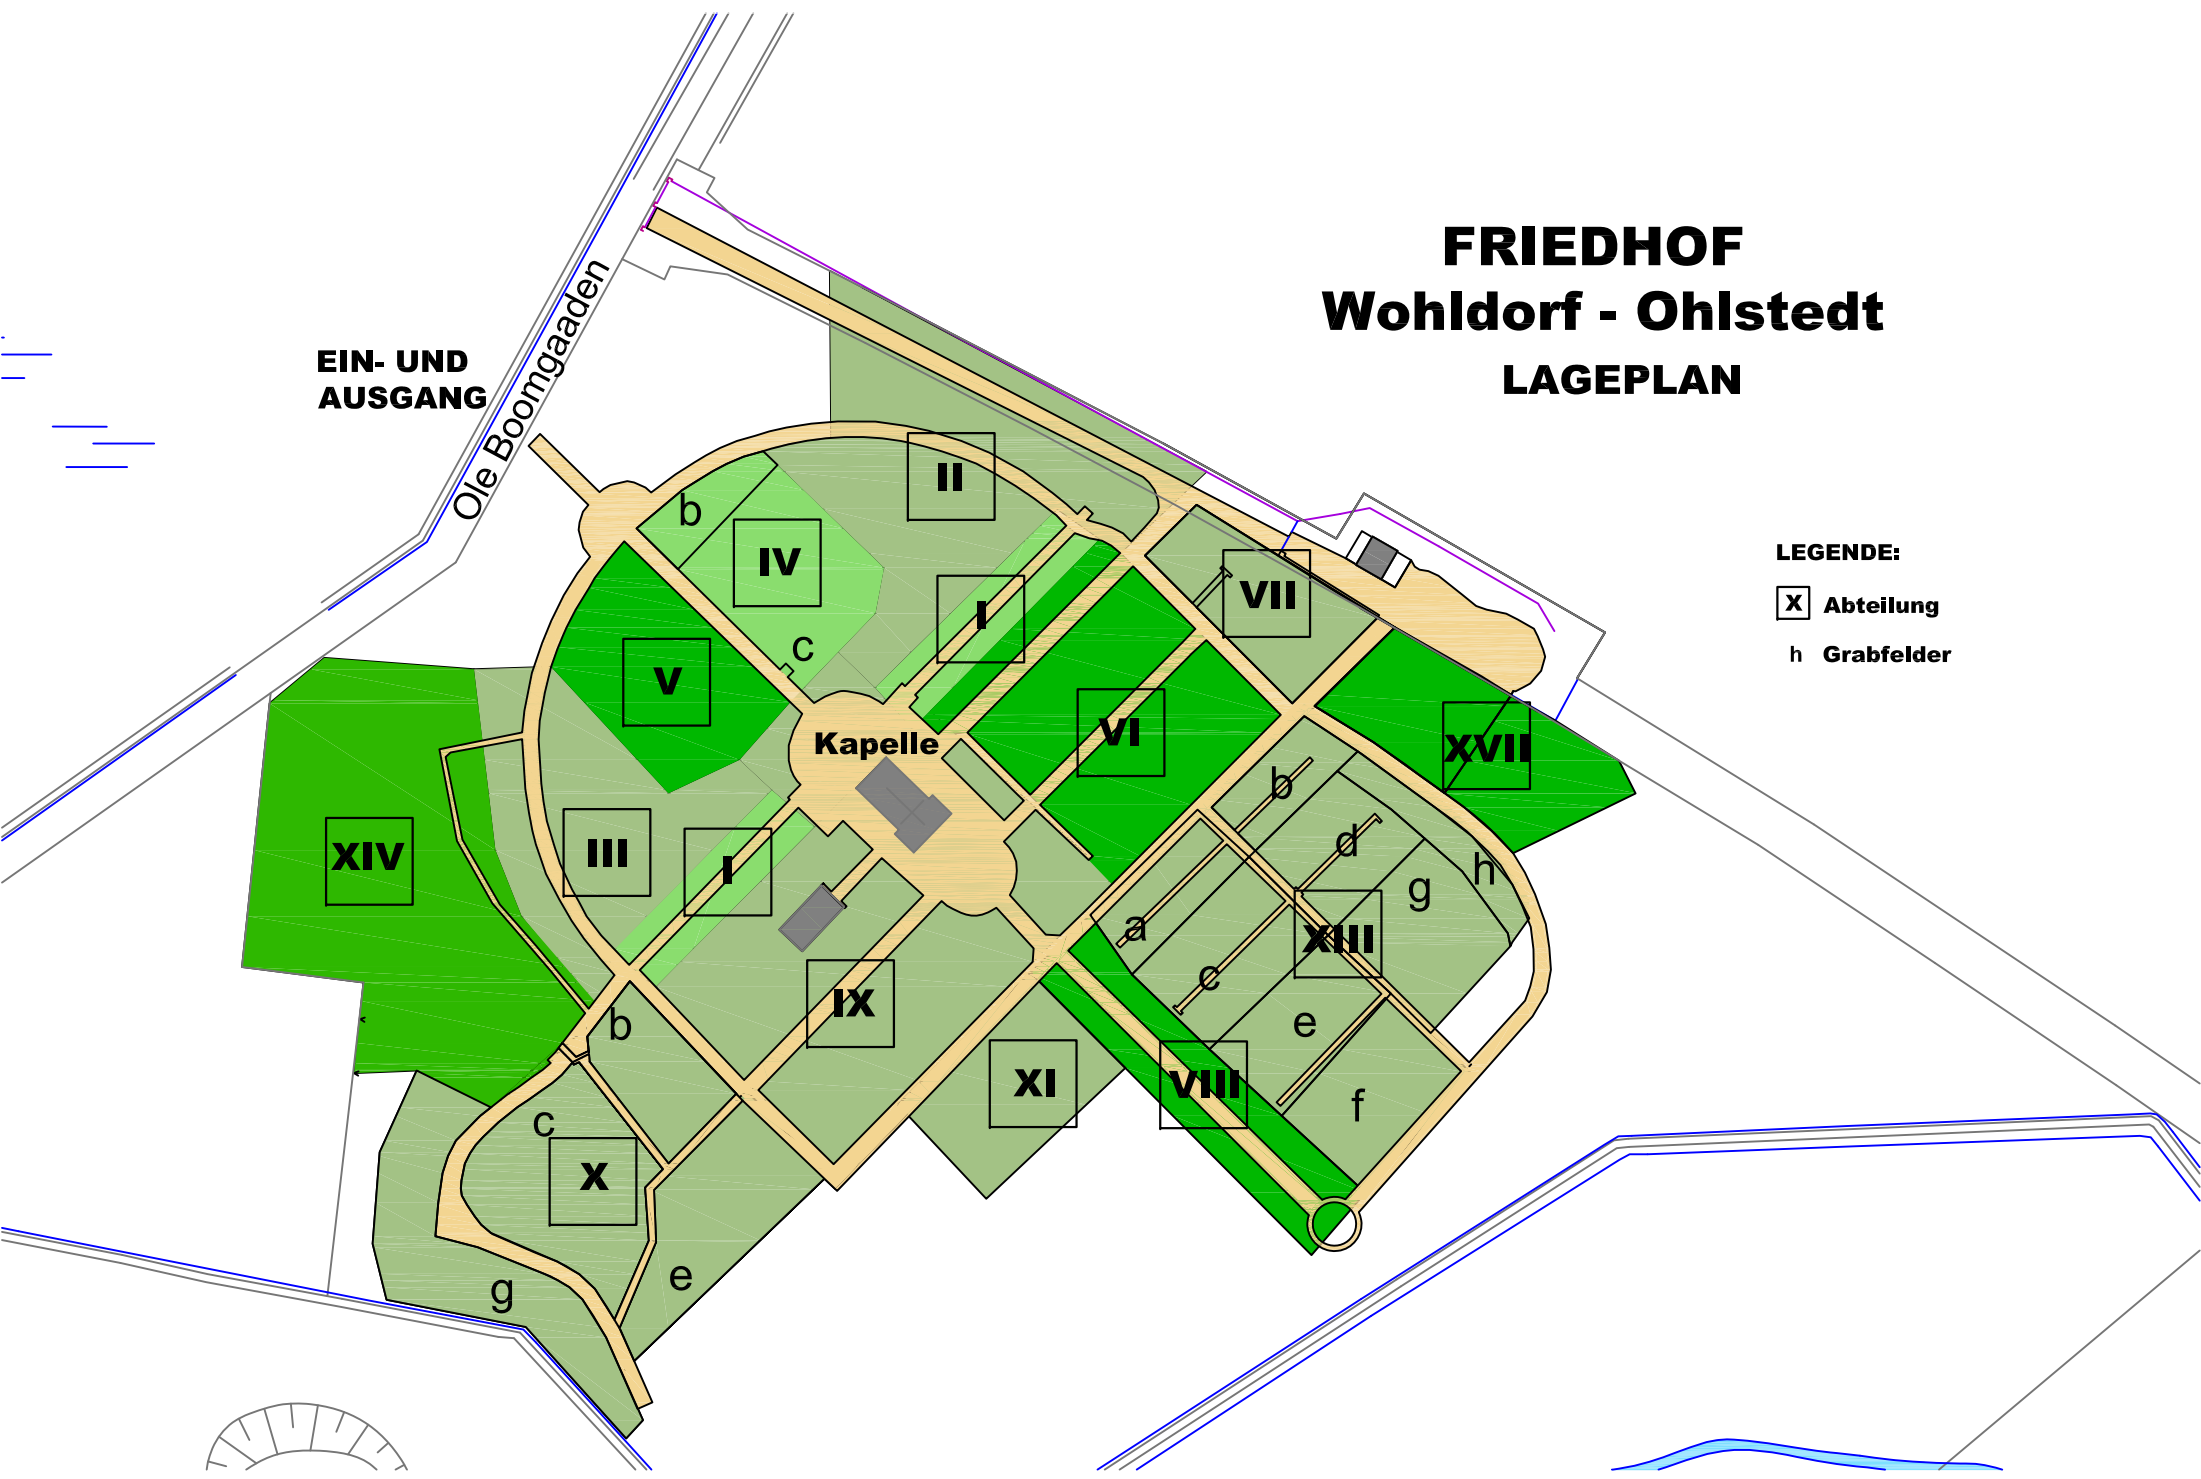 FRIEDHOF
Wohldorf - Ohlstedt
LAGEPLAN
EIN- UND
AUSGANG
Ole Boomgaaden
LEGENDE:
X Abteilung
h Grabfelder
II
b
IV
I
VII
c
V
VI
XVII
Kapelle
b
d
h
g
III
I
XIV
a
XIII
c
IX
b
e
XI
VIII
f
c
X
e
g